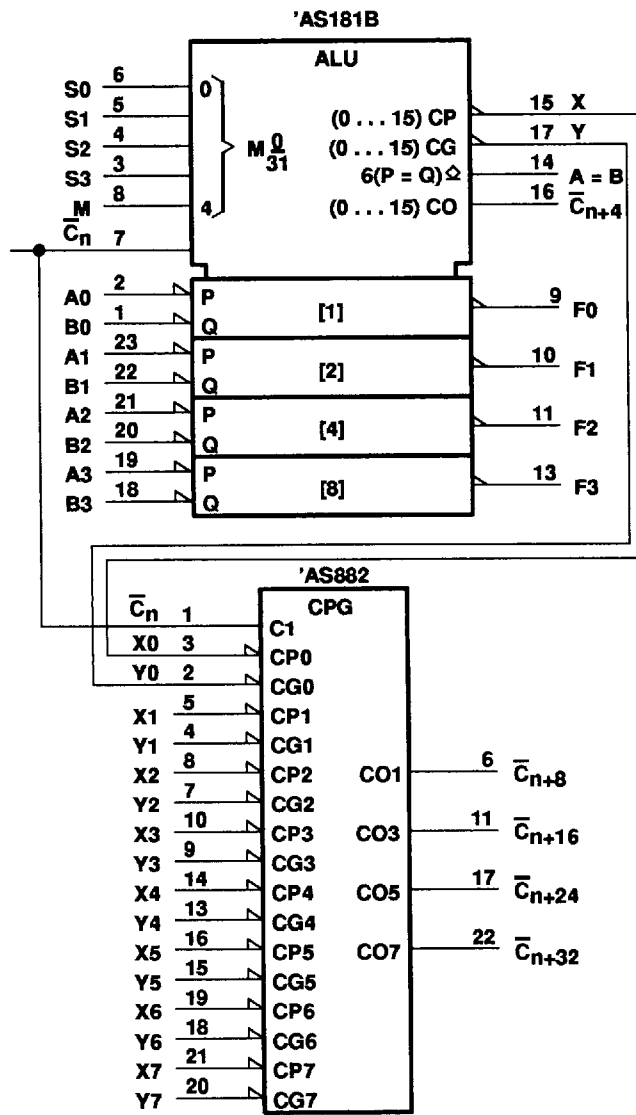 'AS181B
ALU
S0 6 0
S1 5 (0 . . . 15) CP 15 X
S2 4 M 0/31 (0 . . . 15) CG 17 Y
S3 3 6(P = Q) 14 A = B
M 8 4 (0 . . . 15) CO 16 C̅n+4
C̅n 7
A0 2 P [1] 9 F0
B0 1 Q
A1 23 P [2] 10 F1
B1 22 Q
A2 21 P [4] 11 F2
B2 20 Q
A3 19 P [8] 13 F3
B3 18 Q
'AS882
CPG
C̅n 1 C1
X0 3 CP0
Y0 2 CG0
X1 5 CP1
Y1 4 CG1
X2 8 CP2 CO1 6 C̅n+8
Y2 7 CG2
X3 10 CP3 CO3 11 C̅n+16
Y3 9 CG3
X4 14 CP4 CO5 17 C̅n+24
Y4 13 CG4
X5 16 CP5 CO7 22 C̅n+32
Y5 15 CG5
X6 19 CP6
Y6 18 CG6
X7 21 CP7
Y7 20 CG7